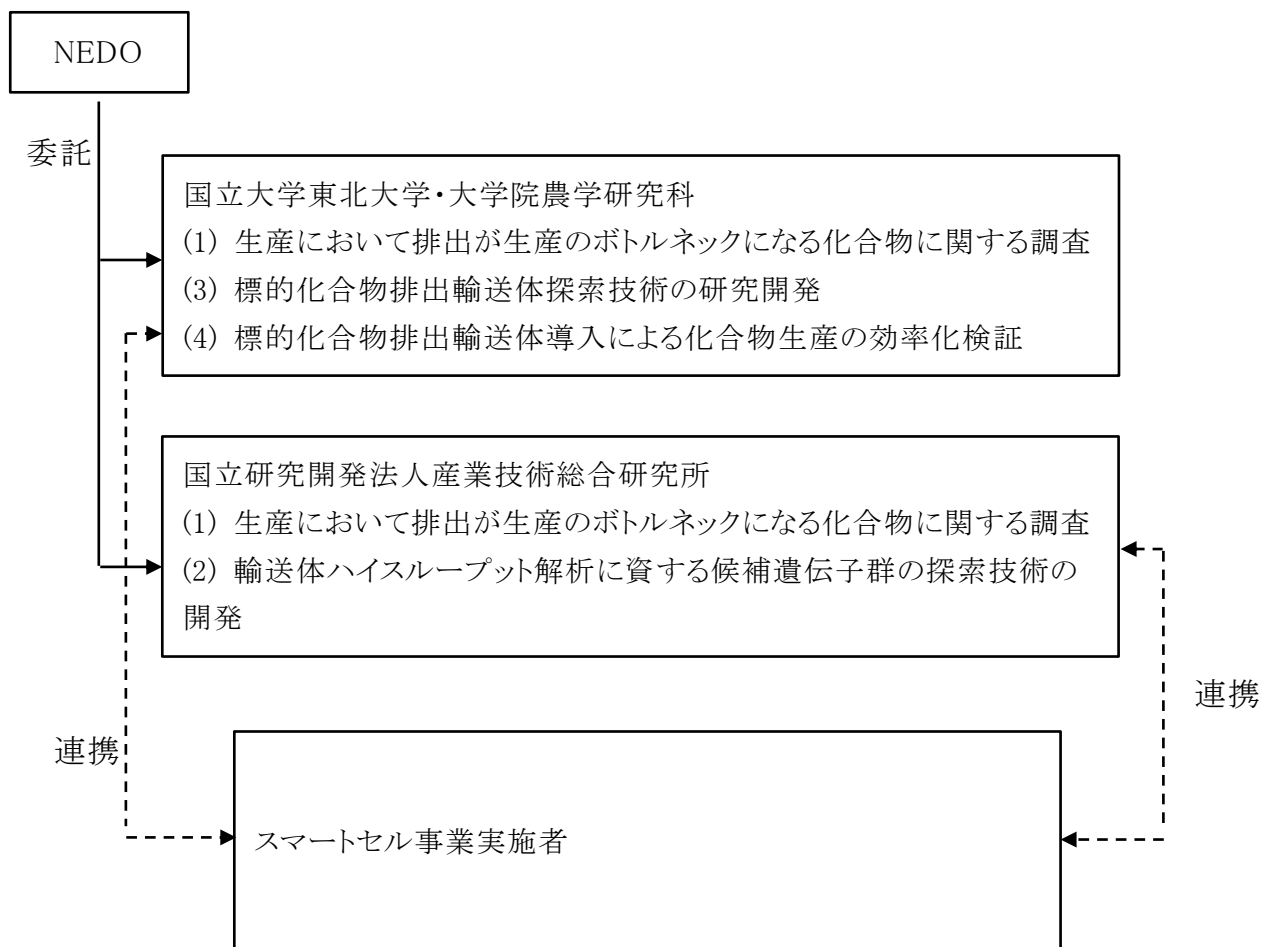 NEDO
委託
国立大学東北大学・大学院農学研究科
(1) 生産において排出が生産のボトルネックになる化合物に関する調査
(3) 標的化合物排出輸送体探索技術の研究開発
(4) 標的化合物排出輸送体導入による化合物生産の効率化検証
国立研究開発法人産業技術総合研究所
(1) 生産において排出が生産のボトルネックになる化合物に関する調査
(2) 輸送体ハイスループット解析に資する候補遺伝子群の探索技術の
開発
連携
連携
スマートセル事業実施者